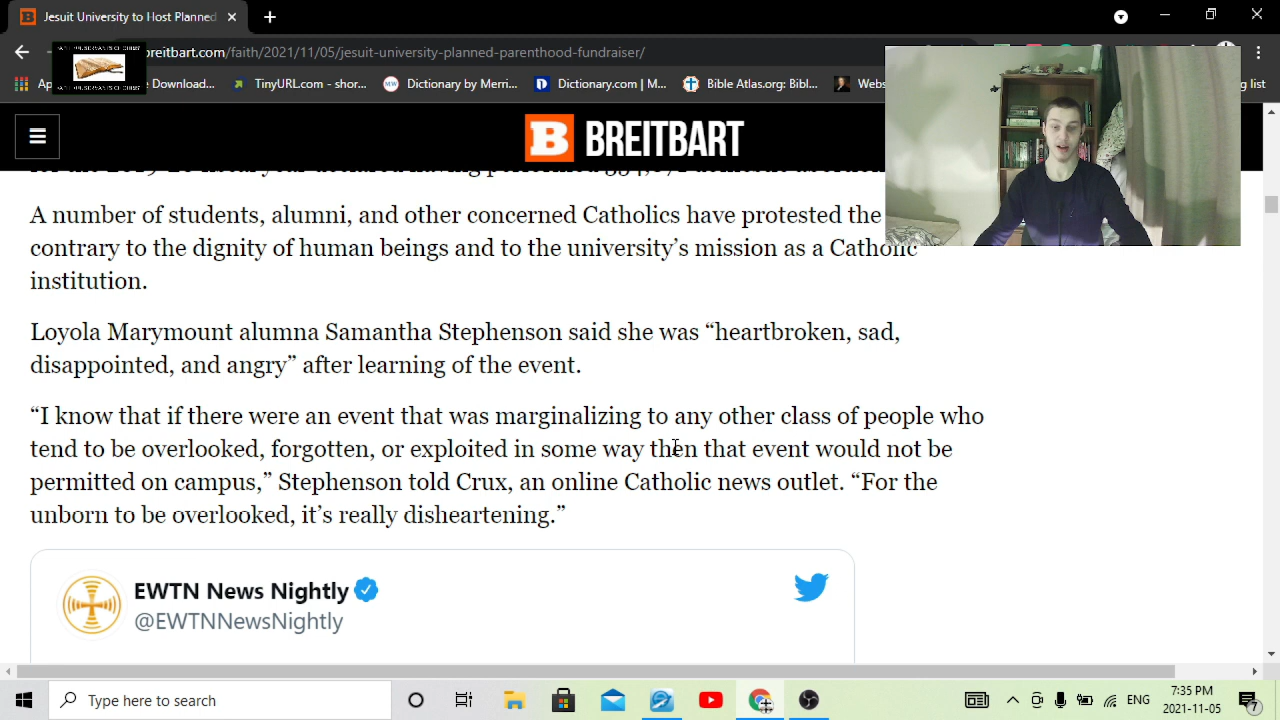 Jesuit University to Host Planned
breitbart.com/faith/2021/11/05/jesuit-university-planned-parenthood-fundraiser/
Download...
TinyURL.com - shor...
MW
Dictionary by Merri...
D
Dictionary.com | M...
Bible Atlas.org: Bibl...
Webs
g list
B BREITBART
A number of students, alumni, and other concerned Catholics have protested the
contrary to the dignity of human beings and to the university’s mission as a Catholic
institution.
Loyola Marymount alumna Samantha Stephenson said she was “heartbroken, sad,
disappointed, and angry” after learning of the event.
“I know that if there were an event that was marginalizing to any other class of people who
tend to be overlooked, forgotten, or exploited in some way then that event would not be
permitted on campus,” Stephenson told Crux, an online Catholic news outlet. “For the
unborn to be overlooked, it’s really disheartening.”
EWTN News Nightly
@EWTNNewsNightly
Type here to search
ENG
7:35 PM
2021-11-05
7